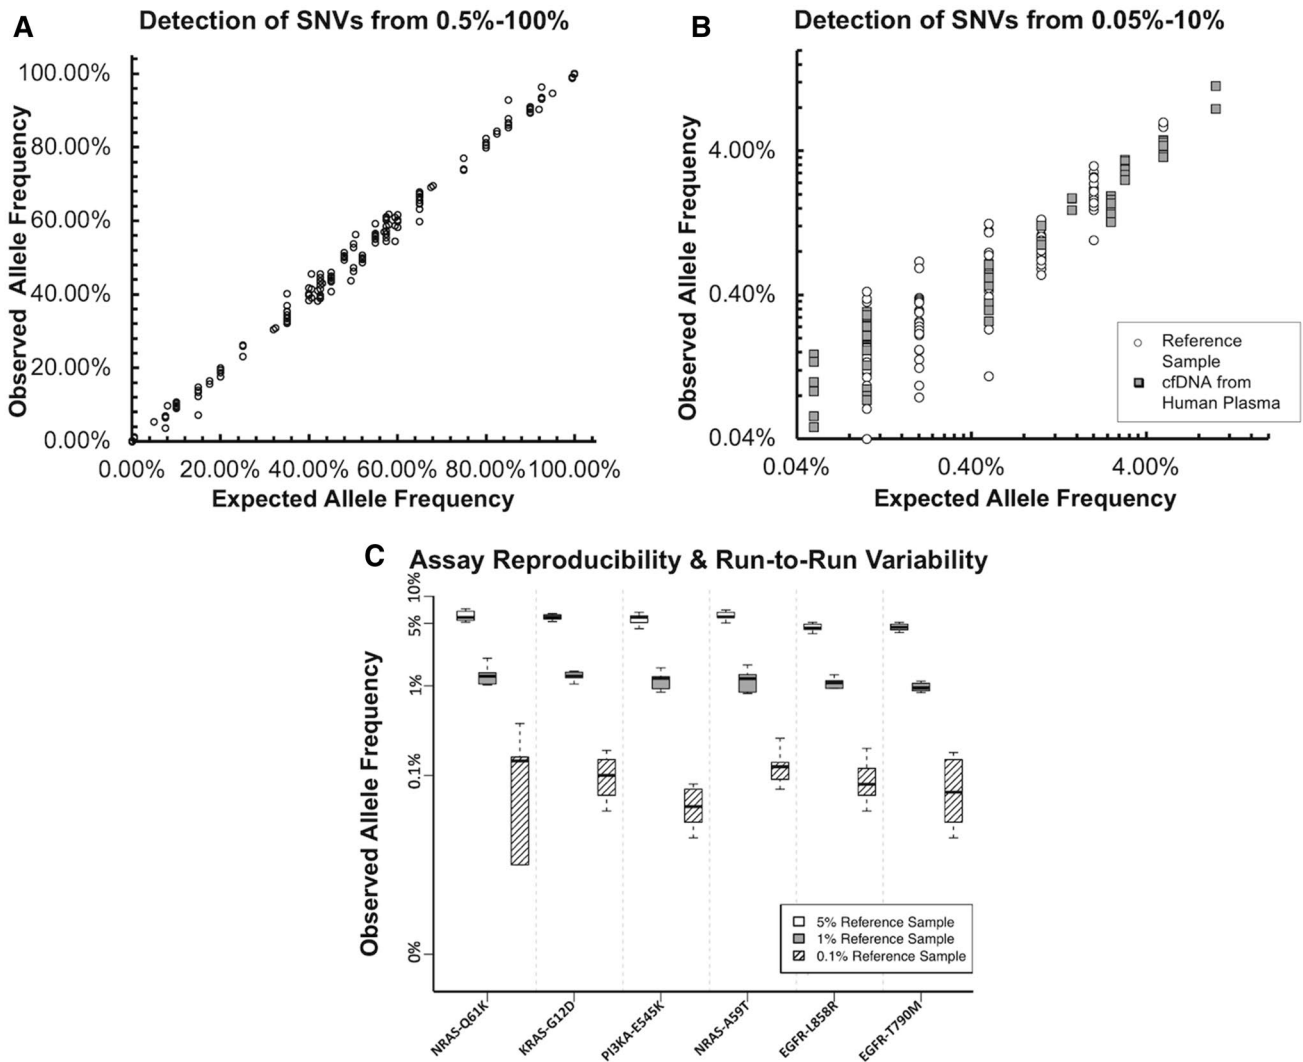 A
Detection of SNVs from 0.5%-100%
Observed Allele Frequency
100.00%
80.00%
60.00%
40.00%
20.00%
0.00%
0.00% 20.00% 40.00% 60.00% 80.00% 100.00%
Expected Allele Frequency
B
Detection of SNVs from 0.05%-10%
Observed Allele Frequency
4.00%
0.40%
0.04%
0.04% 0.40% 4.00%
Expected Allele Frequency
Reference
Sample
cfDNA from
Human Plasma
C
Assay Reproducibility & Run-to-Run Variability
Observed Allele Frequency
10%
5%
1%
0.1%
0%
5% Reference Sample
1% Reference Sample
0.1% Reference Sample
NRAS-Q61K
KRAS-G12D
PI3KA-E545K
NRAS-A59T
EGFR-L858R
EGFR-T790M